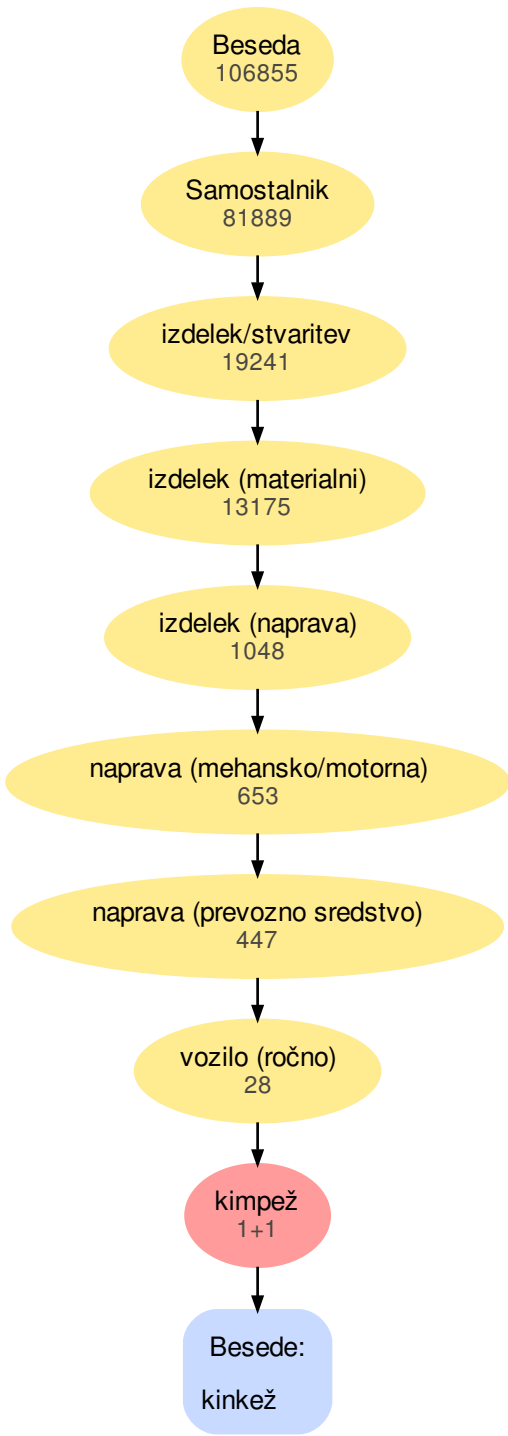 Beseda
106855
Samostalnik
81889
izdelek/stvaritev
19241
izdelek (materialni)
13175
izdelek (naprava)
1048
naprava (mehansko/motorna)
653
naprava (prevozno sredstvo)
447
vozilo (ročno)
28
kimpež
1+1
Besede:
kinkež